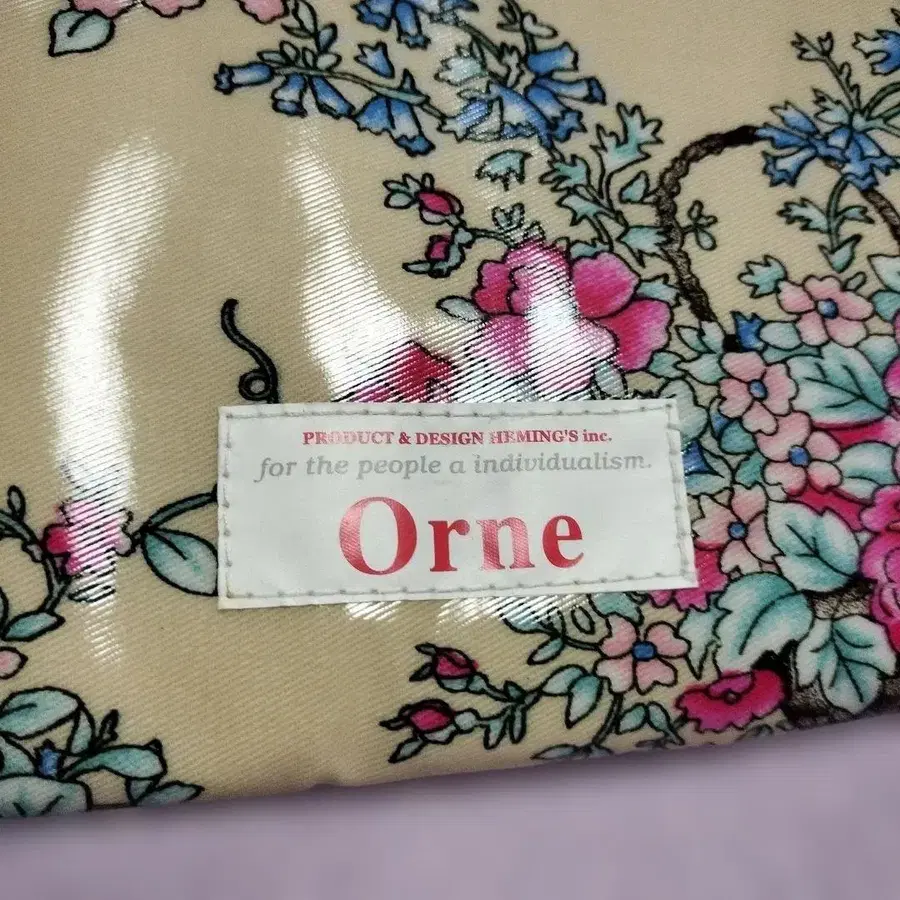 PRODUCT & DESIGN HEMING'S inc.
for the people a individualism.
Orne